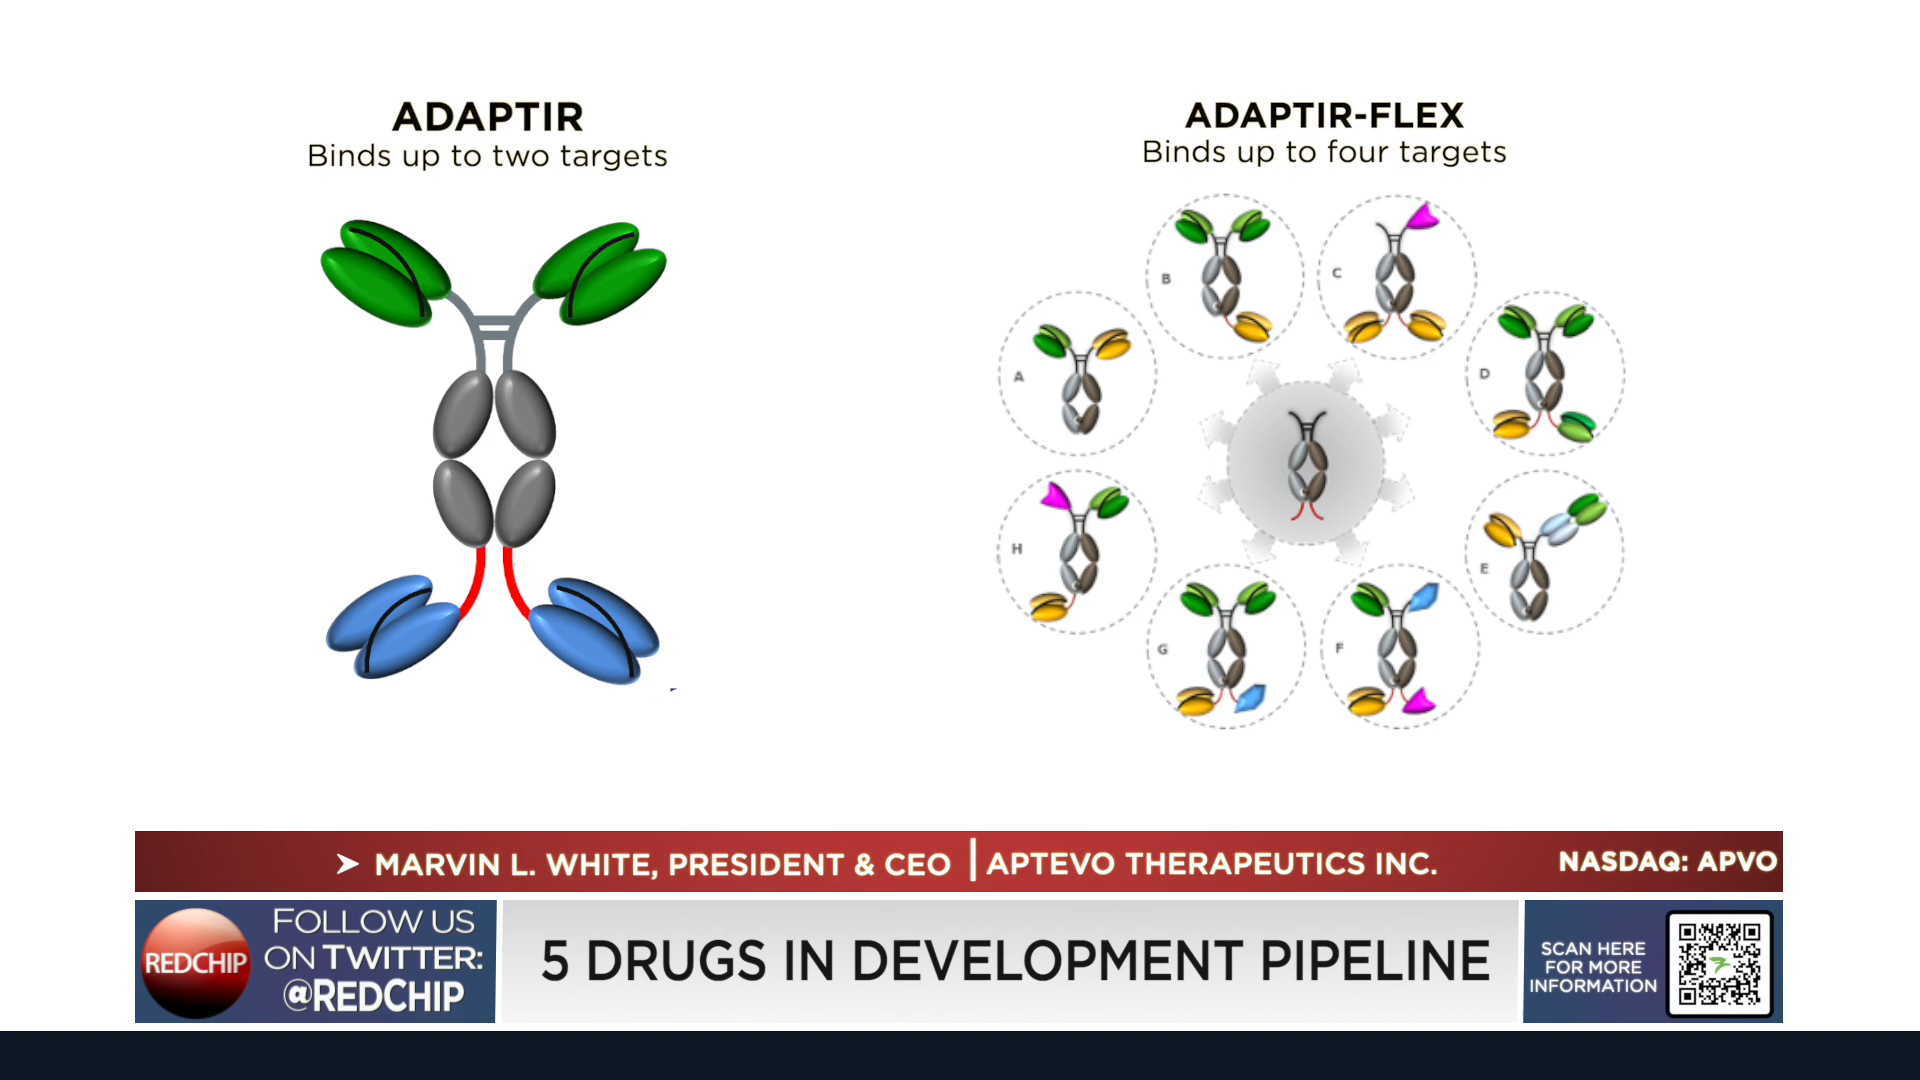 ADAPTIR
Binds up to two targets
ADAPTIR-FLEX
Binds up to four targets
A
B
C
D
E
F
G
H
➤ MARVIN L. WHITE, PRESIDENT & CEO | APTEVO THERAPEUTICS INC.
NASDAQ: APVO
REDCHIP
FOLLOW US
ON TWITTER:
@REDCHIP
5 DRUGS IN DEVELOPMENT PIPELINE
SCAN HERE
FOR MORE
INFORMATION